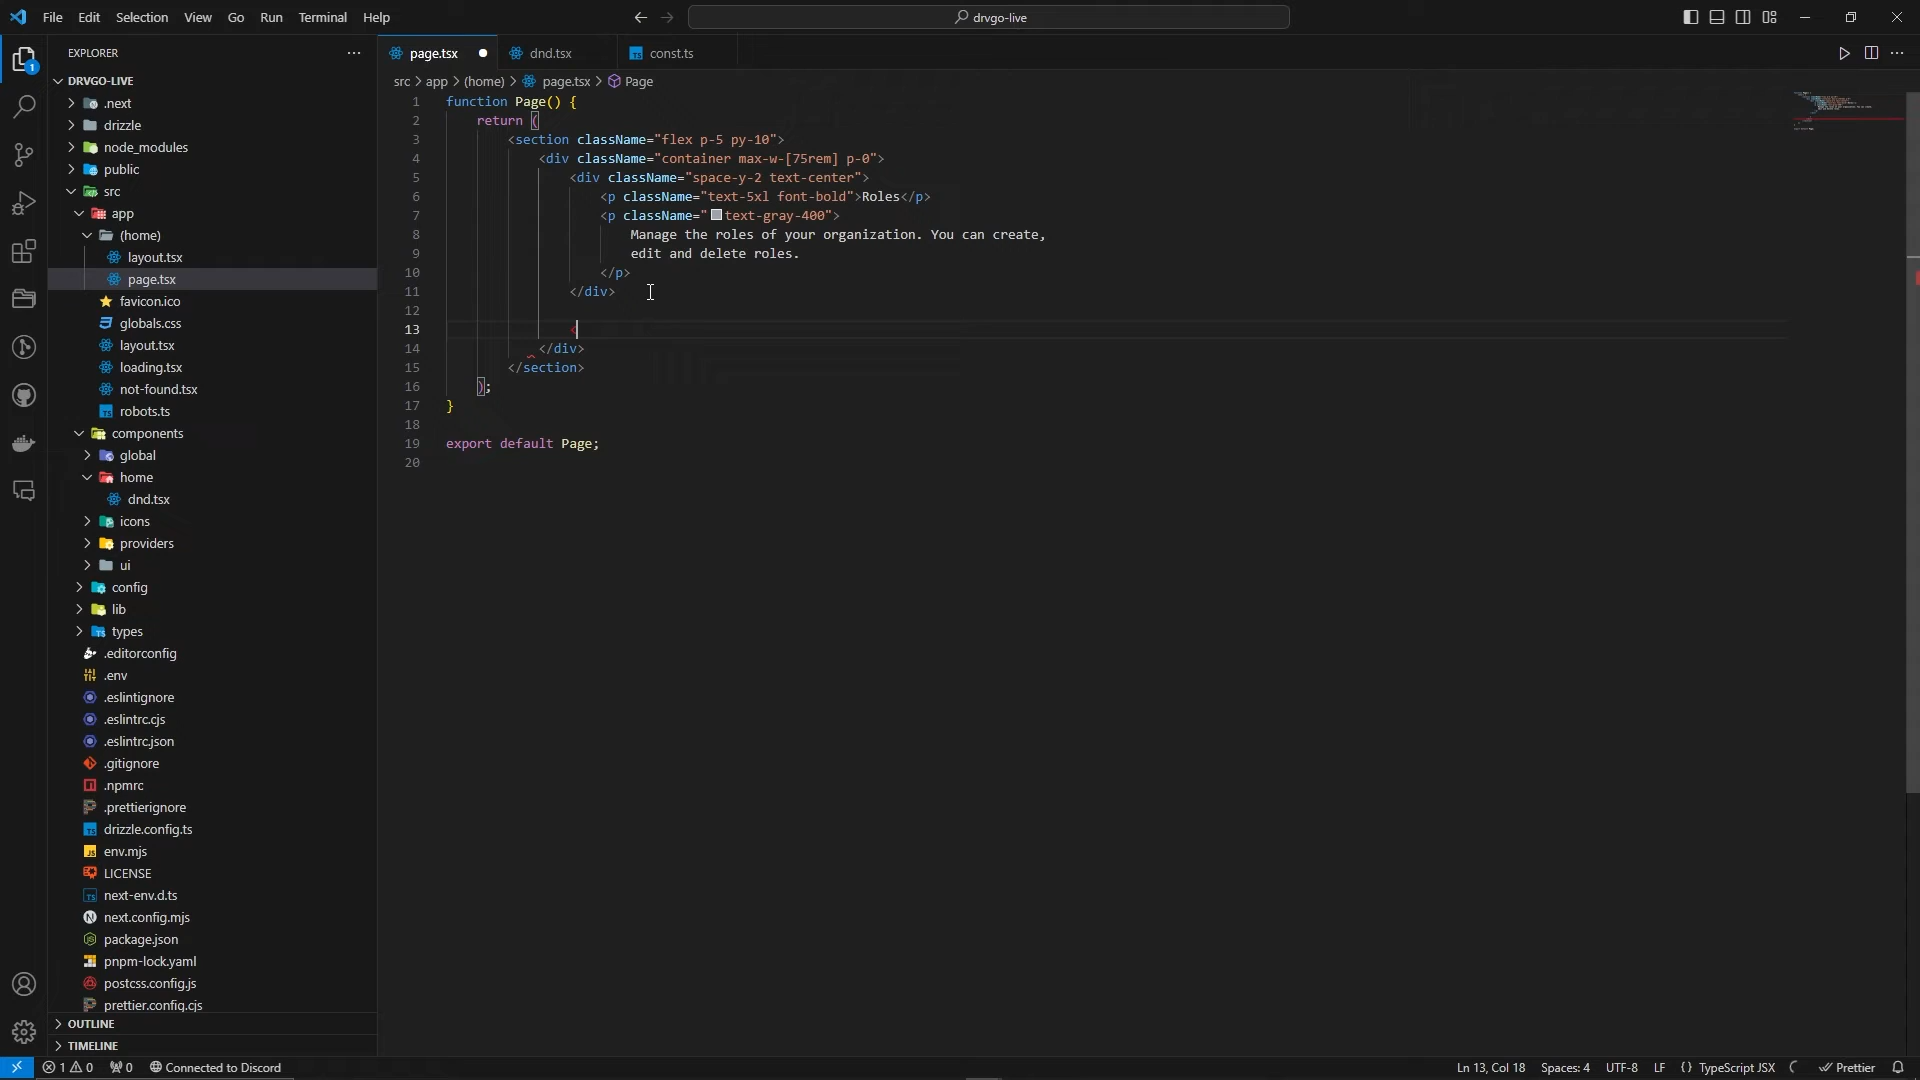 File Edit Selection View Go Run Terminal Help
drvgo-live
EXPLORER
DRVGO-LIVE
.next
drizzle
node_modules
public
src
app
(home)
layout.tsx
page.tsx
favicon.ico
globals.css
layout.tsx
loading.tsx
not-found.tsx
robots.ts
components
global
home
dnd.tsx
icons
providers
ui
config
lib
types
.editorconfig
.env
.eslintignore
.eslintrc.cjs
.eslintrc.json
.gitignore
.npmrc
.prettierignore
drizzle.config.ts
env.mjs
LICENSE
next-env.d.ts
next.config.mjs
package.json
pnpm-lock.yaml
postcss.config.js
prettier.config.cjs
OUTLINE
TIMELINE
page.tsx dnd.tsx const.ts
src > app > (home) > page.tsx > Page
1 function Page() {
2 return (
3 <section className="flex p-5 py-10">
4 <div className="container max-w-[75rem] p-0">
5 <div className="space-y-2 text-center">
6 <p className="text-5xl font-bold">Roles</p>
7 <p className="text-gray-400">
8 Manage the roles of your organization. You can create,
9 edit and delete roles.
10 </p>
11 </div>
12
13 <
14 </div>
15 </section>
16 );
17 }
18
19 export default Page;
20
1 0 0 Connected to Discord Ln 13, Col 18 Spaces: 4 UTF-8 LF {} TypeScript JSX Prettier